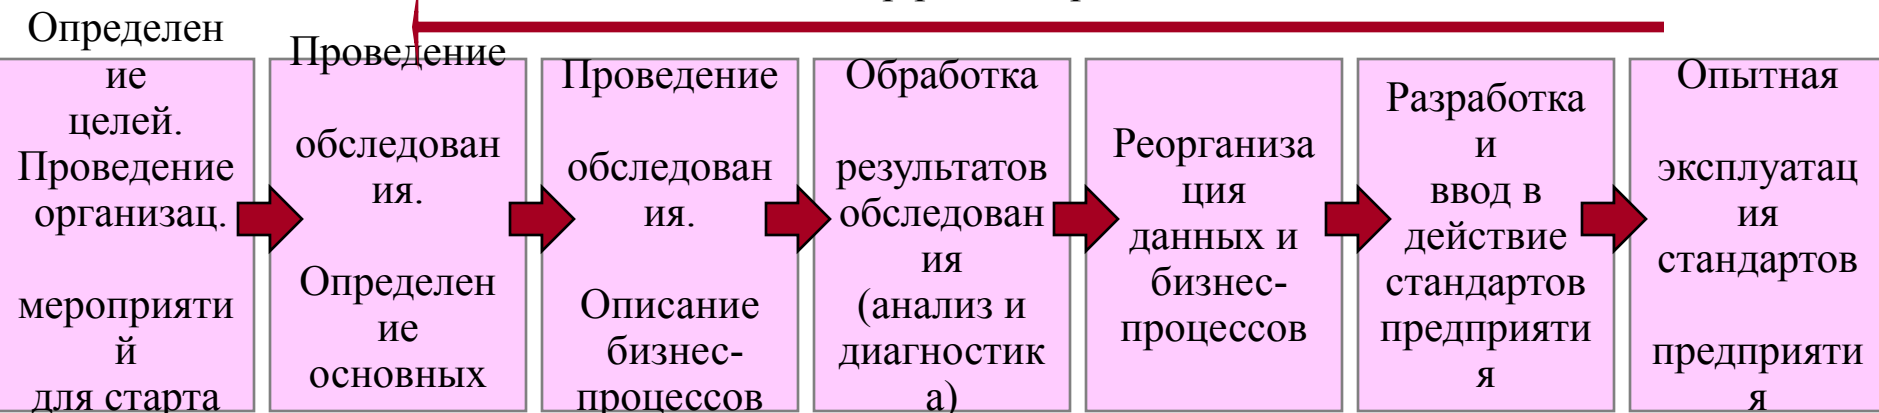 Определен
ие
целей.
Проведение
организац.
мероприяти
й
для старта
Проведение
обследован
ия.
Определен
ие
основных
Проведение
обследован
ия.
Описание
бизнес-
процессов
Обработка
результатов
обследован
ия
(анализ и
диагностик
а)
Реорганиза
ция
данных и
бизнес-
процессов
Разработка
и
ввод в
действие
стандартов
предприяти
я
Опытная
эксплуатац
ия
стандартов
предприяти
я